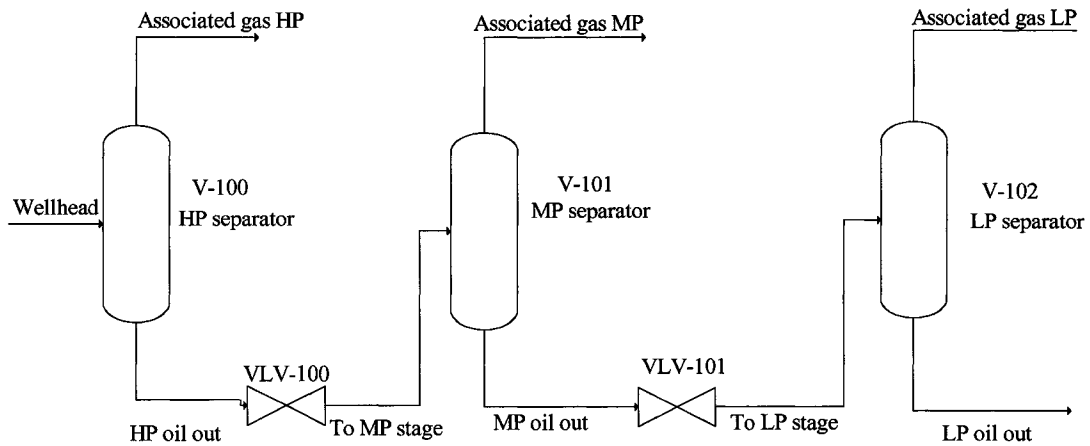 Associated gas HP
Associated gas MP
Associated gas LP
V-100
HP separator
V-101
MP separator
V-102
LP separator
Wellhead
VLV-100
VLV-101
HP oil out
To MP stage
MP oil out
To LP stage
LP oil out